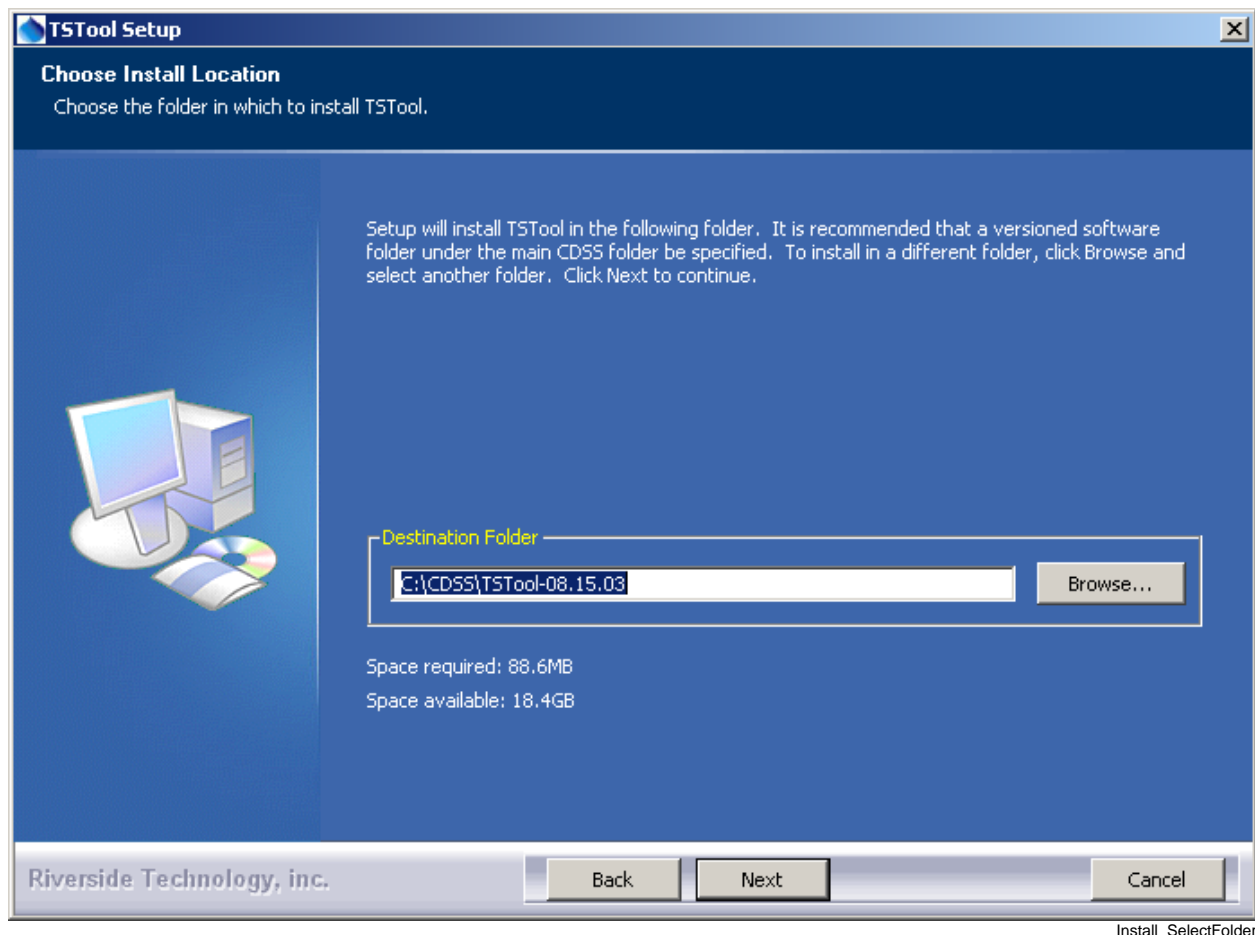 TSTool Setup
Choose Install Location
Choose the folder in which to install TSTool.
Setup will install TSTool in the following folder.  It is recommended that a versioned software
folder under the main CDSS folder be specified.  To install in a different folder, click Browse and
select another folder.  Click Next to continue.
Destination Folder
C:\CDSS\TSTool-08.15.03
Browse...
Space required: 88.6MB
Space available: 18.4GB
Riverside Technology, inc.
Back
Next
Cancel
Install_SelectFolder